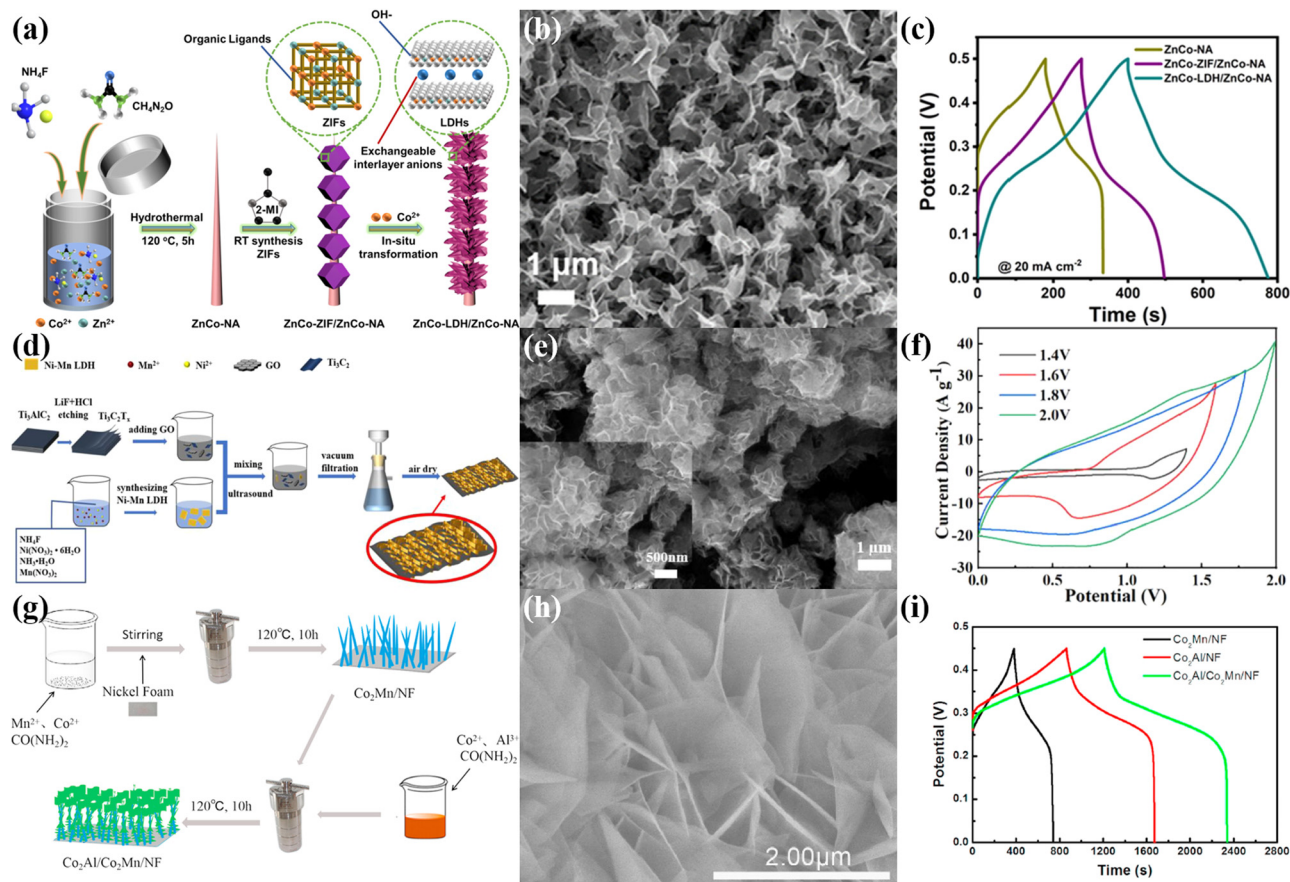 (a)
NH₄F
CH₄N₂O
Organic Ligands
ZIFs
OH-
LDHs
Exchangeable
interlayer anions
Hydrothermal
120 °C, 5h
2-MI
RT synthesis
ZIFs
Co²⁺
In-situ
transformation
Co²⁺
Zn²⁺
ZnCo-NA
ZnCo-ZIF/ZnCo-NA
ZnCo-LDH/ZnCo-NA
(b)
1 μm
(c)
ZnCo-NA
ZnCo-ZIF/ZnCo-NA
ZnCo-LDH/ZnCo-NA
Potential (V)
0.5
0.4
0.3
0.2
0.1
0.0
@ 20 mA cm⁻²
0
200
400
600
800
Time (s)
(d)
Ni-Mn LDH
Mn²⁺
Ni²⁺
GO
Ti₃C₂
Ti₃AlC₂
LiF+HCl
etching
Ti₃C₂Tₓ
adding GO
mixing
ultrasound
vacuum
filtration
air dry
synthesizing
Ni-Mn LDH
NH₄F
Ni(NO₃)₂ • 6H₂O
NH₃•H₂O
Mn(NO₃)₂
(e)
500nm
1 μm
(f)
1.4V
1.6V
1.8V
2.0V
Current Density (A g⁻¹)
40
30
20
10
0
-10
-20
-30
0.0
0.5
1.0
1.5
2.0
Potential (V)
(g)
Stirring
Nickel Foam
Mn²⁺、Co²⁺
CO(NH₂)₂
120℃, 10h
Co₂Mn/NF
Co²⁺、Al³⁺
CO(NH₂)₂
120℃, 10h
Co₂Al/Co₂Mn/NF
(h)
2.00μm
(i)
Co₂Mn/NF
Co₂Al/NF
Co₂Al/Co₂Mn/NF
Potential (V)
0.5
0.4
0.3
0.2
0.1
0.0
0
400
800
1200
1600
2000
2400
2800
Time (s)